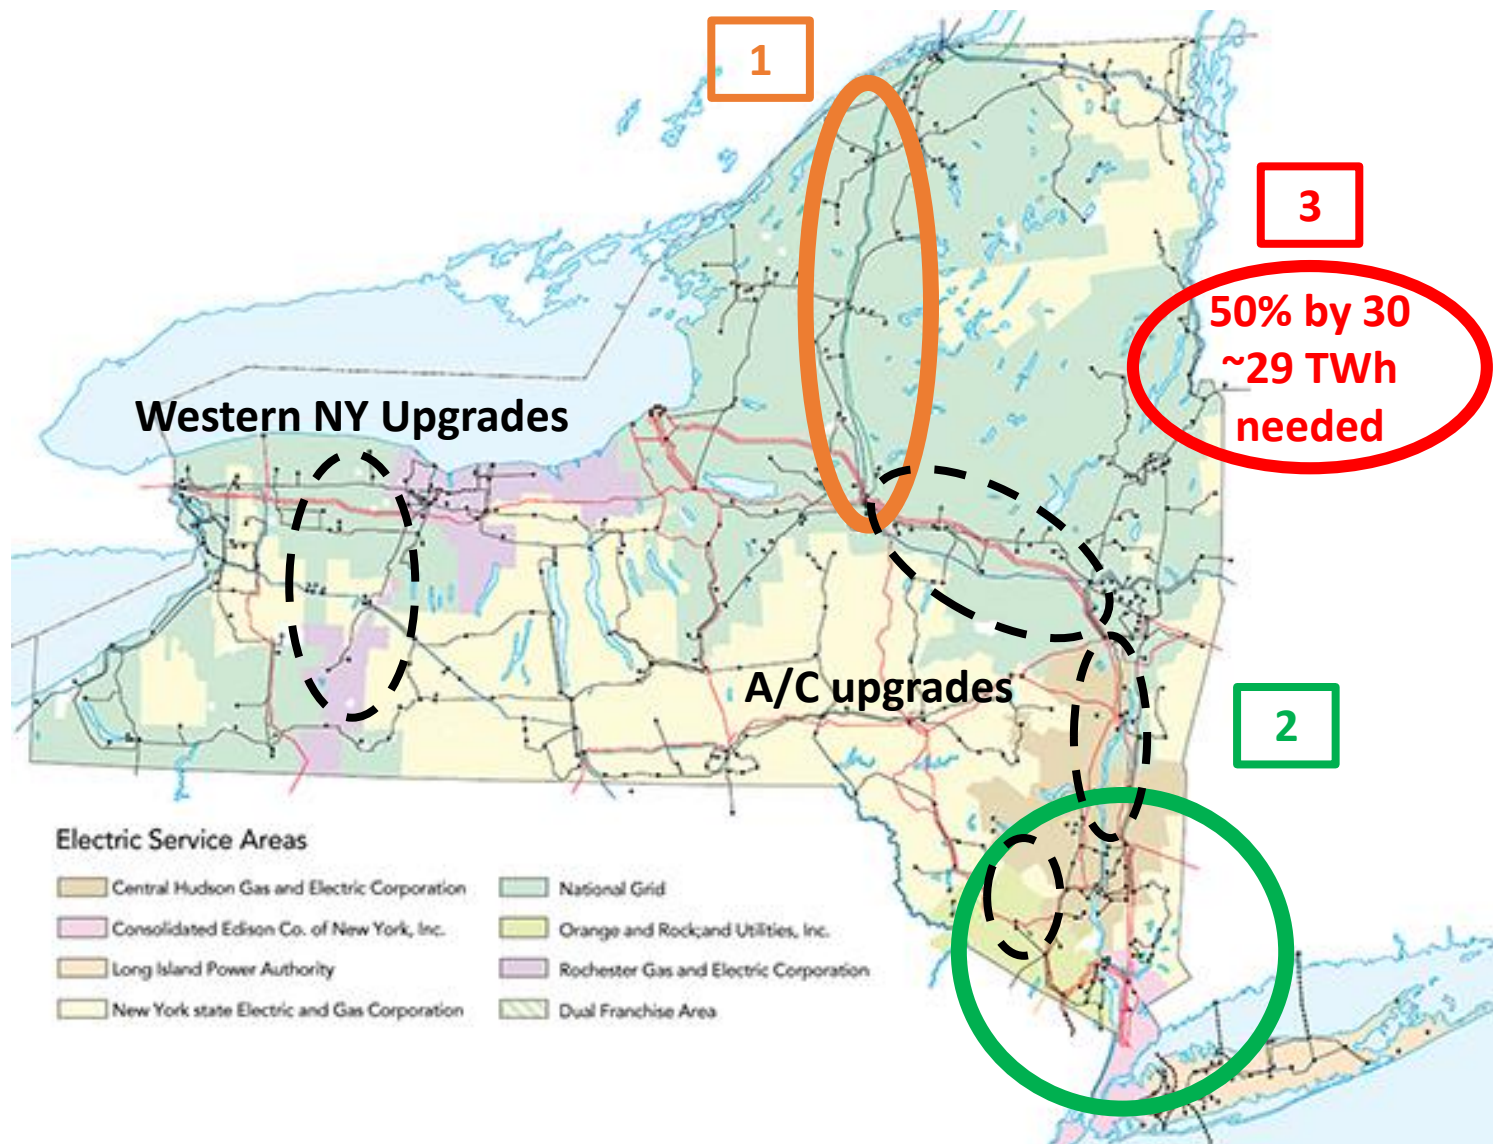 1
3
50% by 30
~29 TWh
needed
Western NY Upgrades
A/C upgrades
2
Electric Service Areas
Central Hudson Gas and Electric Corporation
Consolidated Edison Co. of New York, Inc.
Long Island Power Authority
New York state Electric and Gas Corporation
National Grid
Orange and Rock;and Utilities, Inc.
Rochester Gas and Electric Corporation
Dual Franchise Area